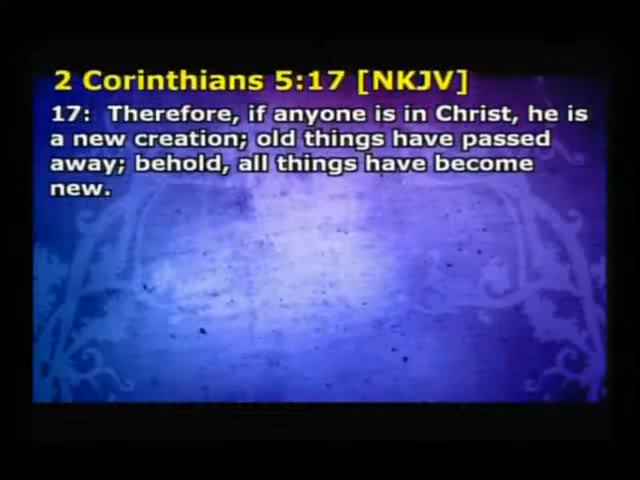 2 Corinthians 5:17 [NKJV]
17:  Therefore, if anyone is in Christ, he is
a new creation; old things have passed
away; behold, all things have become
new.